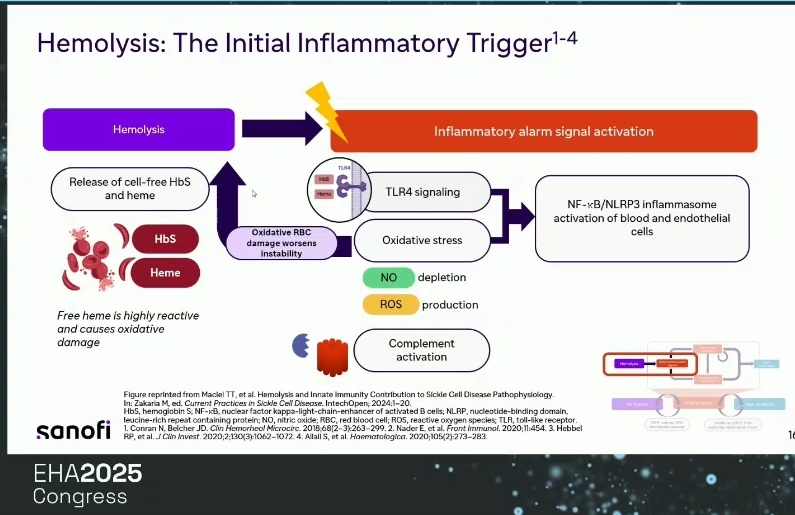 Hemolysis: The Initial Inflammatory Trigger1-4
Hemolysis
Inflammatory alarm signal activation
Release of cell-free HbS
and heme
TLR4
HbS
Heme
TLR4 signaling
NF-κB/NLRP3 inflammasome
activation of blood and endothelial
cells
Oxidative RBC
damage worsens
instability
Oxidative stress
HbS
Heme
NO depletion
ROS production
Free heme is highly reactive
and causes oxidative
damage
Complement
activation
Hemolysis
Figure reprinted from Maciel TT, et al. Hemolysis and Innate Immunity Contribution to Sickle Cell Disease Pathophysiology.
In: Zakaria M, ed. Current Practices in Sickle Cell Disease. IntechOpen; 2024:1–20.
HbS, hemoglobin S; NF-κB, nuclear factor kappa-light-chain-enhancer of activated B cells; NLRP, nucleotide-binding domain,
leucine-rich repeat containing protein; NO, nitric oxide; RBC, red blood cell; ROS, reactive oxygen species; TLR, toll-like receptor.
1. Conran N, Belcher JD. Clin Hemorheol Microcirc. 2018;68(2–3):263–299. 2. Nader E, et al. Front Immunol. 2020;11:454. 3. Hebbel
RP, et al. J Clin Invest. 2020;2;130(3):1062–1072. 4. Allali S, et al. Haematologica. 2020;105(2):273–283.
sanofi
16
EHA2025
Congress